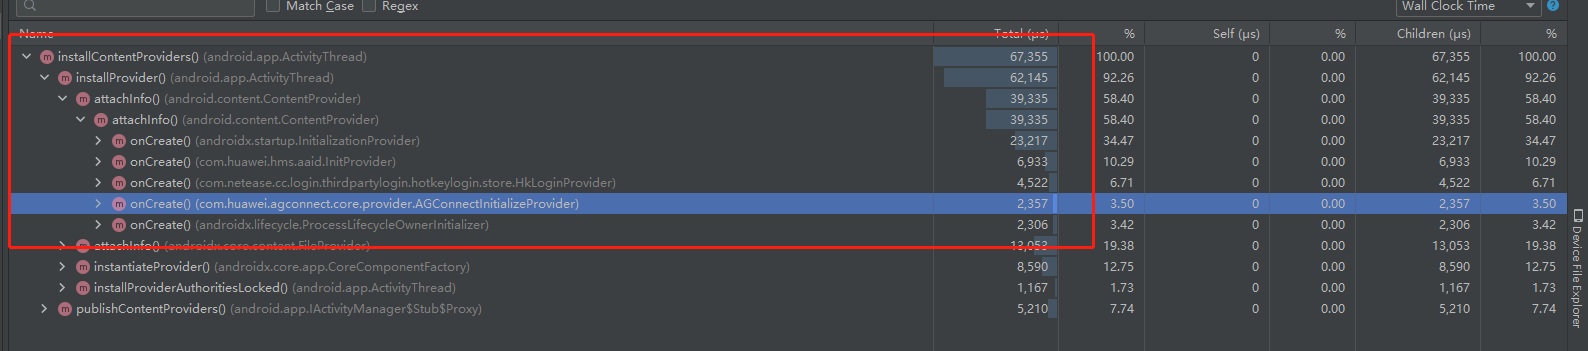 Match Case Regex Wall Clock Time ?
Name Total (μs) % Self (μs) % Children (μs) %
m installContentProviders() (android.app.ActivityThread) 67,355 100.00 0 0.00 67,355 100.00
m installProvider() (android.app.ActivityThread) 62,145 92.26 0 0.00 62,145 92.26
m attachInfo() (android.content.ContentProvider) 39,335 58.40 0 0.00 39,335 58.40
m attachInfo() (android.content.ContentProvider) 39,335 58.40 0 0.00 39,335 58.40
m onCreate() (androidx.startup.InitializationProvider) 23,217 34.47 0 0.00 23,217 34.47
m onCreate() (com.huawei.hms.aaid.InitProvider) 6,933 10.29 0 0.00 6,933 10.29
m onCreate() (com.netease.cc.login.thirdpartylogin.hotkeylogin.store.HkLoginProvider) 4,522 6.71 0 0.00 4,522 6.71
m onCreate() (com.huawei.agconnect.core.provider.AGConnectInitializeProvider) 2,357 3.50 0 0.00 2,357 3.50
m onCreate() (androidx.lifecycle.ProcessLifecycleOwnerInitializer) 2,306 3.42 0 0.00 2,306 3.42
m attachInfo() (androidx.core.content.FileProvider) 13,053 19.38 0 0.00 13,053 19.38
m instantiateProvider() (androidx.core.app.CoreComponentFactory) 8,590 12.75 0 0.00 8,590 12.75
m installProviderAuthoritiesLocked() (android.app.ActivityThread) 1,167 1.73 0 0.00 1,167 1.73
m publishContentProviders() (android.app.IActivityManager$Stub$Proxy) 5,210 7.74 0 0.00 5,210 7.74
Device File Explorer